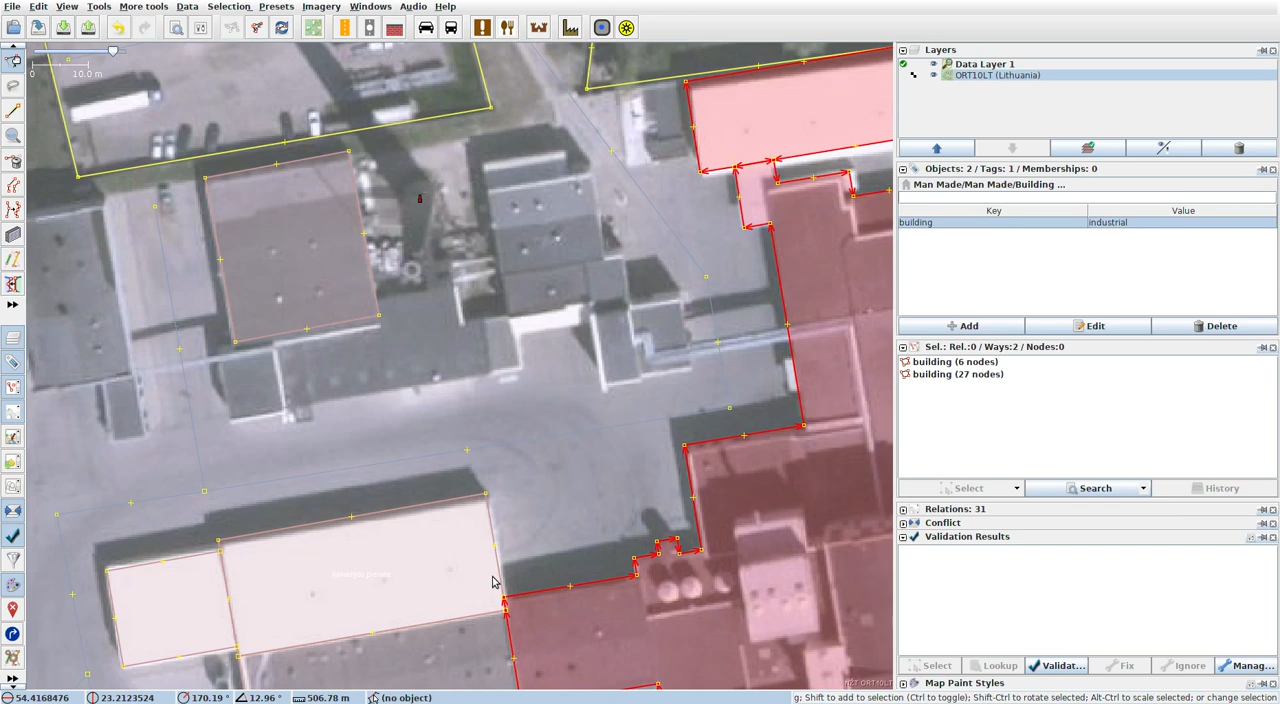 File Edit View Tools More tools Data Selection Presets Imagery Windows Audio Help
0 10.0 m
Layers
Data Layer 1
ORT10LT (Lithuania)
Objects: 2 / Tags: 1 / Memberships: 0
Man Made/Man Made/Building ...
Key Value
building industrial
Add Edit Delete
Sel.: Rel.:0 / Ways:2 / Nodes:0
building (6 nodes)
building (27 nodes)
Select Search History
Relations: 31
Conflict
Validation Results
Select Lookup Validat... Fix Ignore Manag...
Map Paint Styles
54.4168476 23.2123524 170.19 ° 12.96 ° 506.78 m (no object) g; Shift to add to selection (Ctrl to toggle); Shift-Ctrl to rotate selected; Alt-Ctrl to scale selected; or change selection